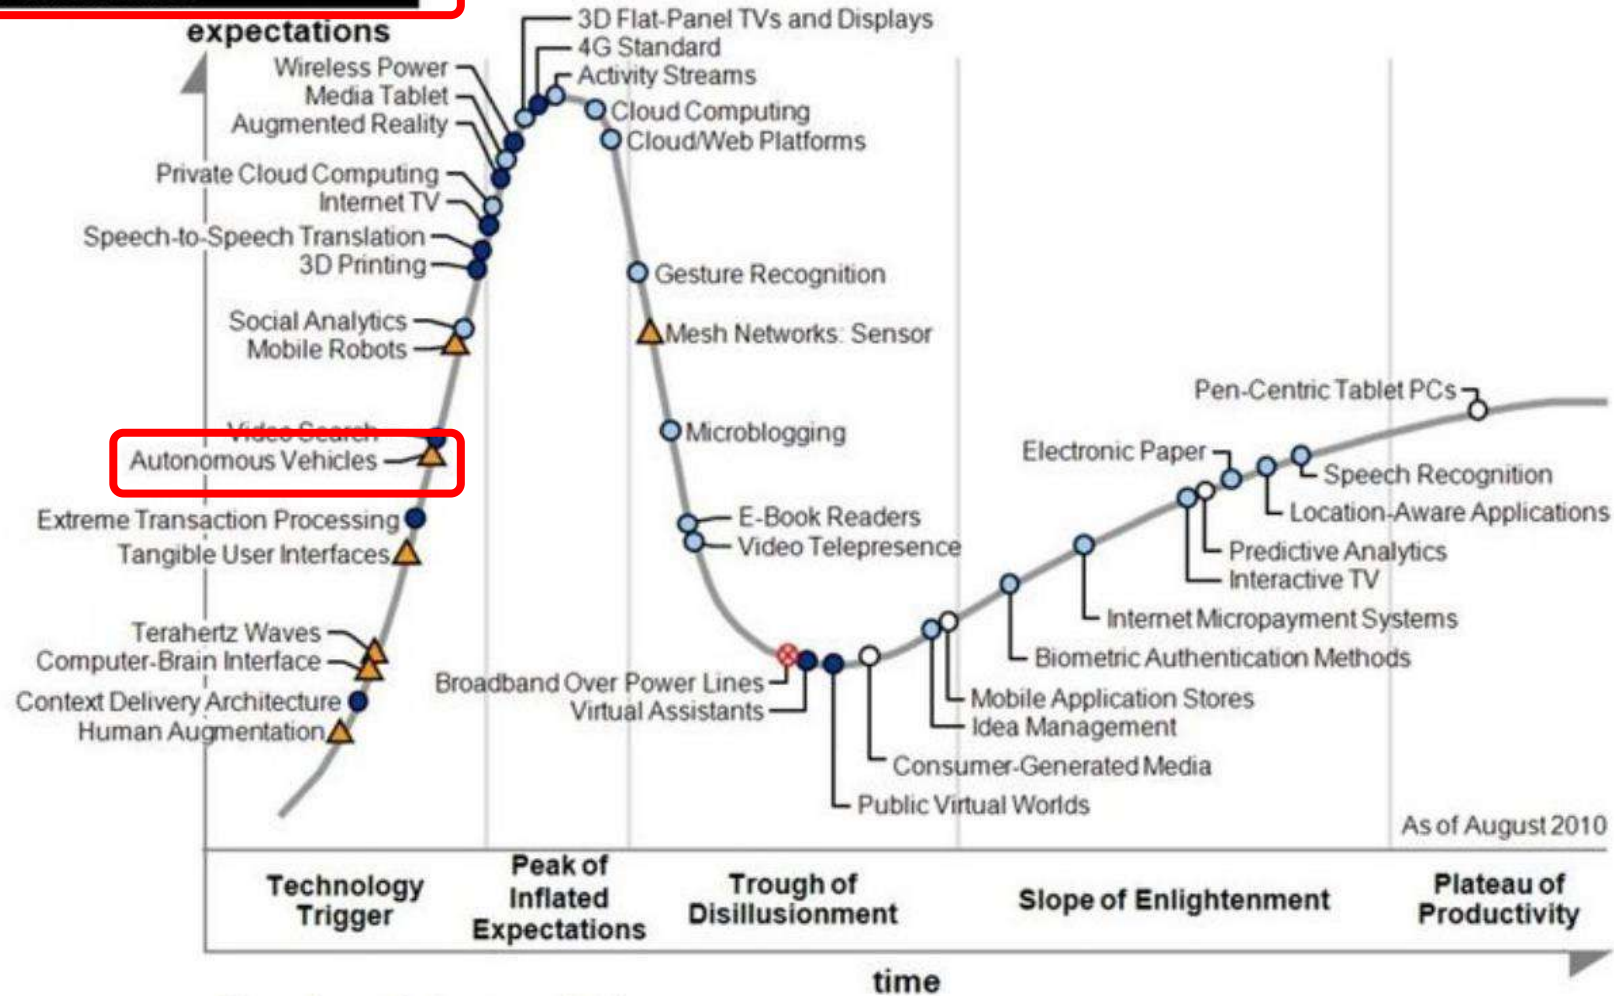 expectations
3D Flat-Panel TVs and Displays
4G Standard
Activity Streams
Wireless Power
Media Tablet
Augmented Reality
Cloud Computing
Cloud/Web Platforms
Private Cloud Computing
Internet TV
Speech-to-Speech Translation
3D Printing
Gesture Recognition
Social Analytics
Mobile Robots
Mesh Networks: Sensor
Pen-Centric Tablet PCs
Video Search
Autonomous Vehicles
Microblogging
Electronic Paper
Speech Recognition
Location-Aware Applications
Extreme Transaction Processing
Tangible User Interfaces
E-Book Readers
Video Telepresence
Predictive Analytics
Interactive TV
Internet Micropayment Systems
Terahertz Waves
Computer-Brain Interface
Biometric Authentication Methods
Context Delivery Architecture
Human Augmentation
Broadband Over Power Lines
Virtual Assistants
Mobile Application Stores
Idea Management
Consumer-Generated Media
Public Virtual Worlds
As of August 2010
Technology
Trigger
Peak of
Inflated
Expectations
Trough of
Disillusionment
Slope of Enlightenment
Plateau of
Productivity
time